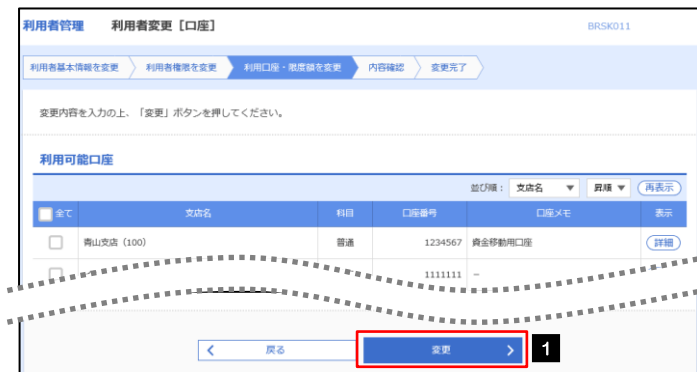 利用者管理 利用者変更［口座］ BRSK011
利用者基本情報を変更 利用者権限を変更 利用口座・限度額を変更 内容確認 変更完了
変更内容を入力の上、「変更」ボタンを押してください。
利用可能口座
並び順： 支店名 ▼ 昇順 ▼ 再表示
全て 支店名 科目 口座番号 口座メモ 表示
青山支店（100） 普通 1234567 資金移動用口座 詳細
1111111 －
戻る 変更 1